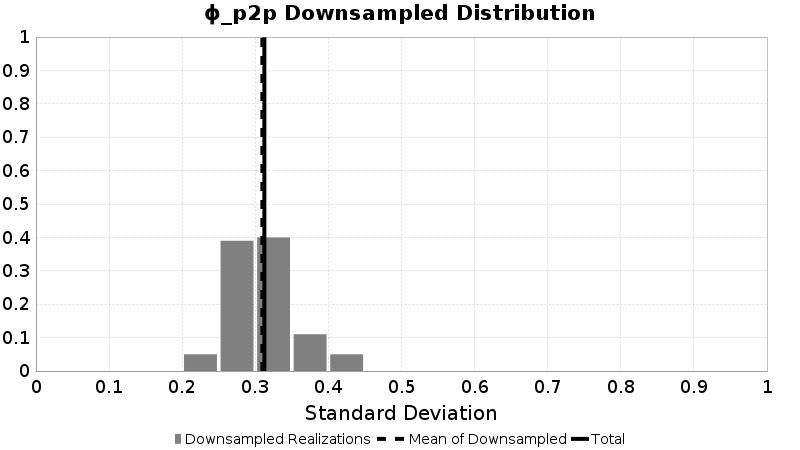 ϕ_p2p Downsampled Distribution
1
0.9
0.8
0.7
0.6
0.5
0.4
0.3
0.2
0.1
0
0 0.1 0.2 0.3 0.4 0.5 0.6 0.7 0.8 0.9 1
Standard Deviation
Downsampled Realizations Mean of Downsampled Total